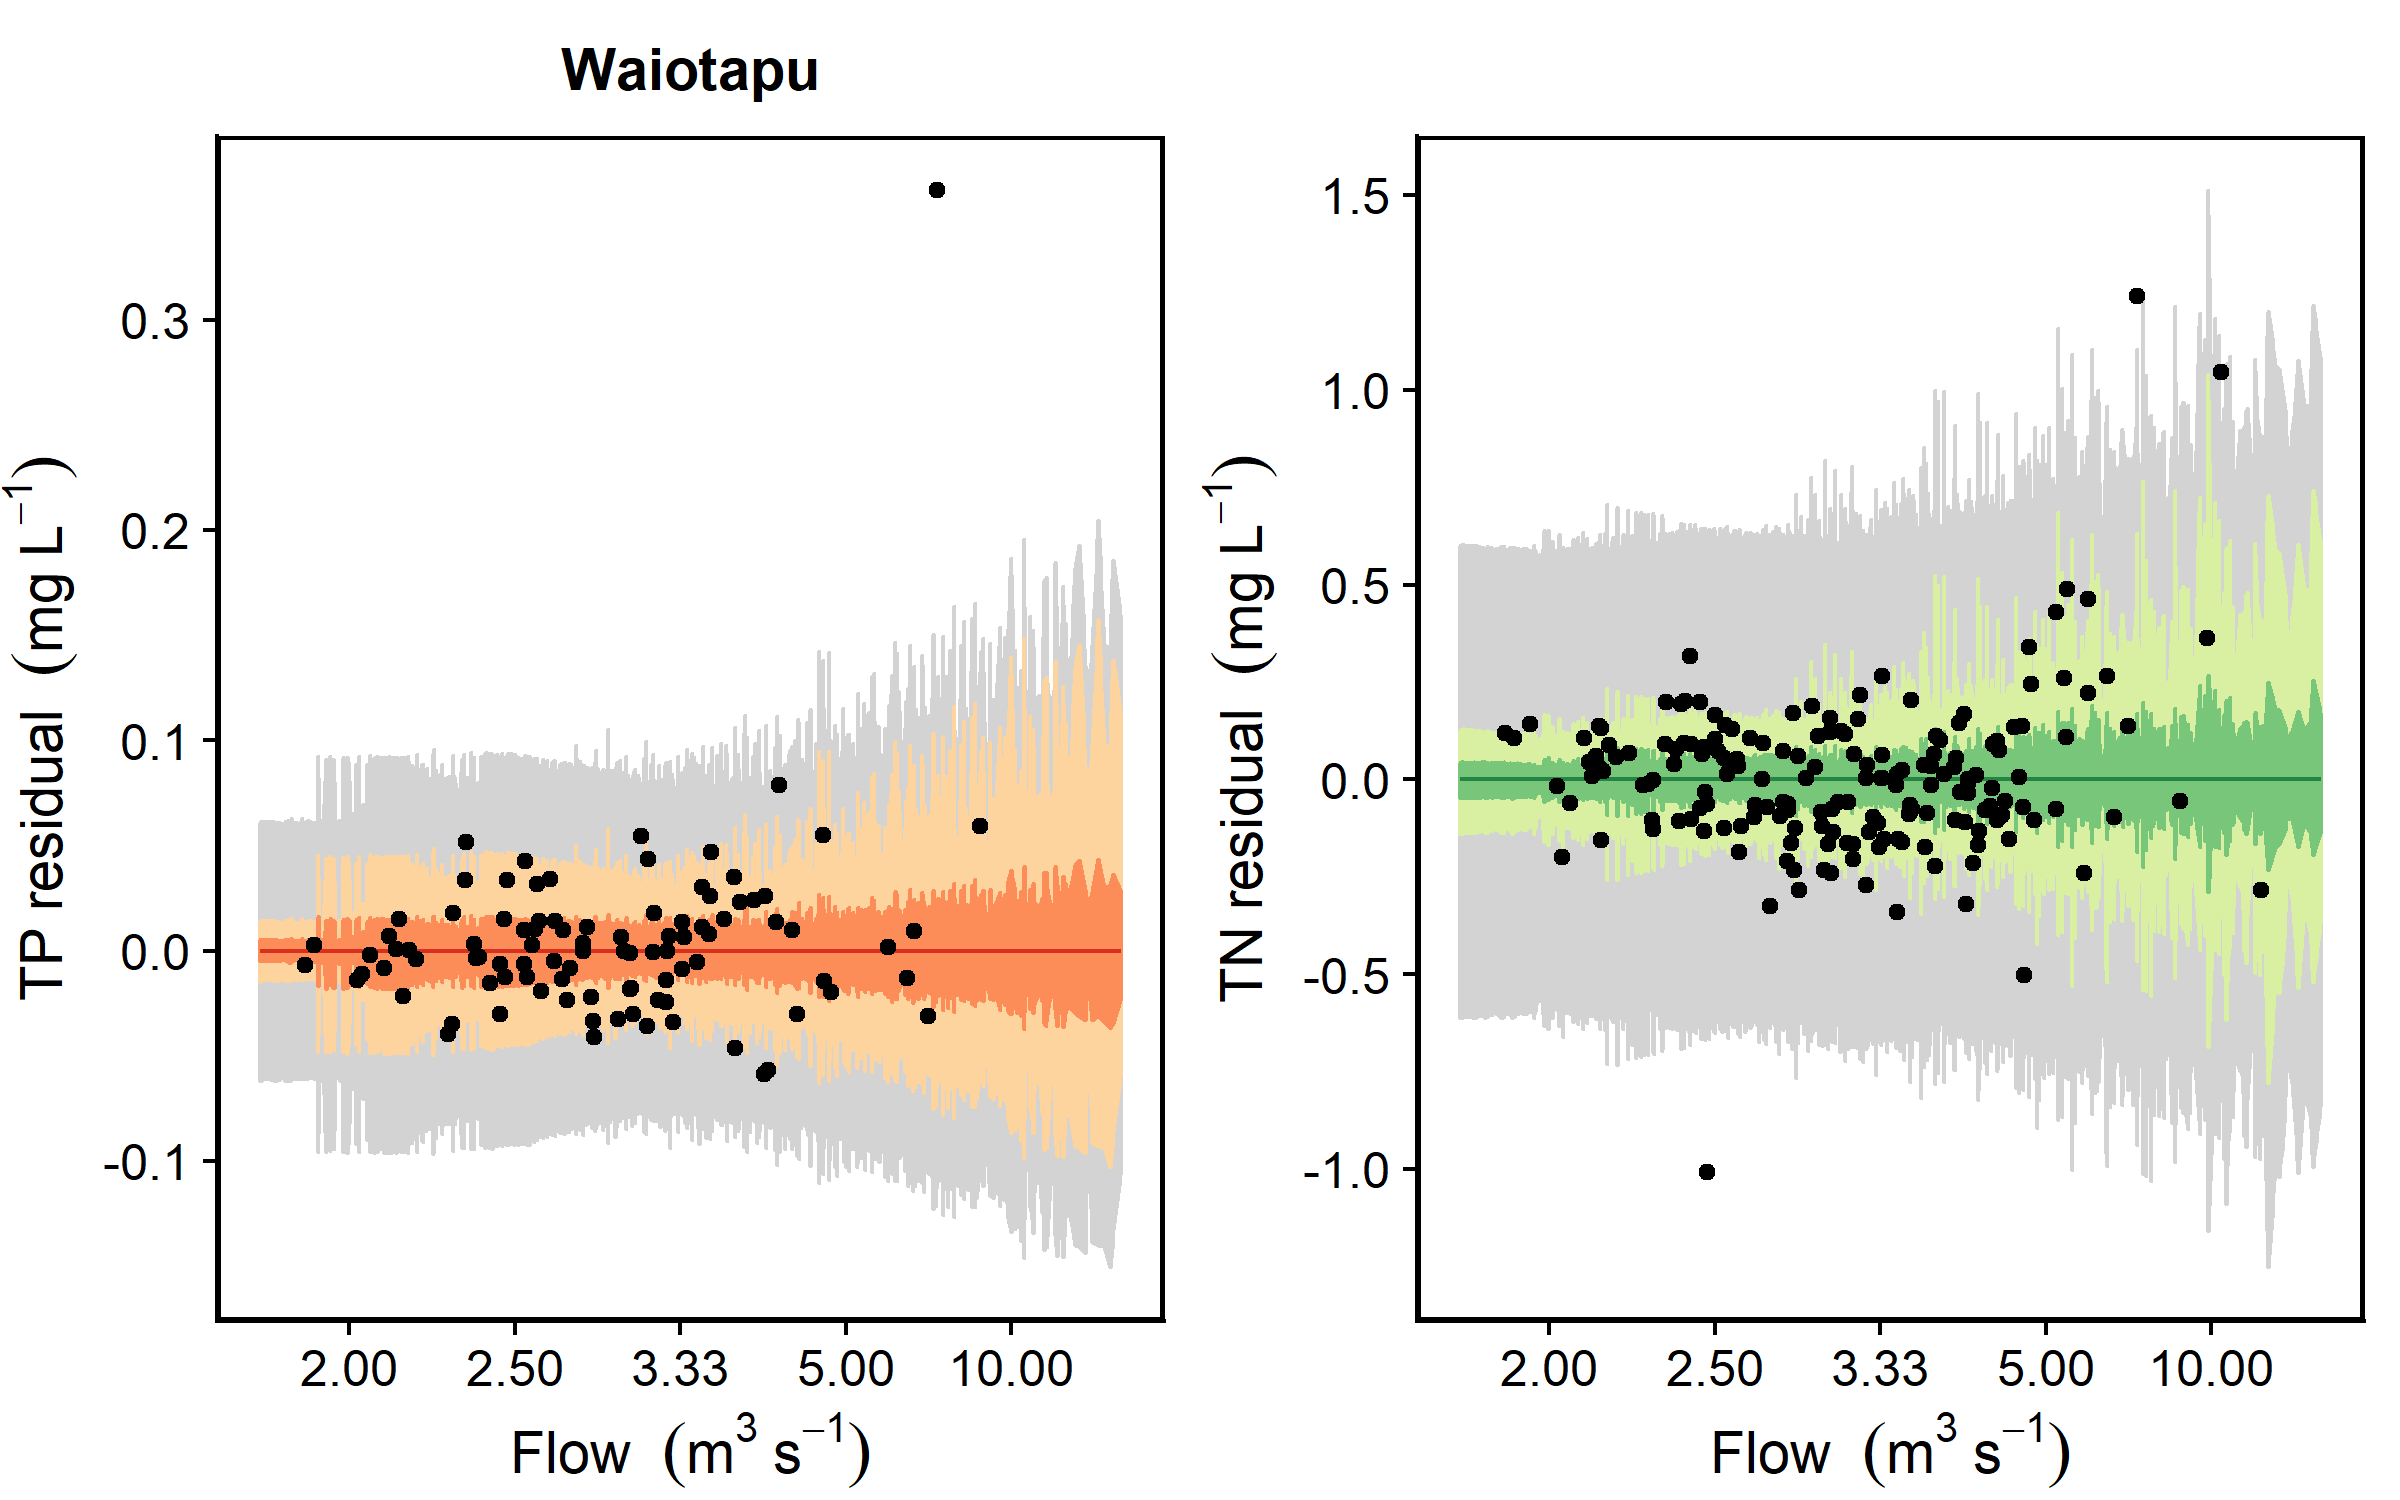 Waiotapu
TP residual (mg L⁻¹)
0.3
0.2
0.1
0.0
-0.1
2.00 2.50 3.33 5.00 10.00
Flow (m³ s⁻¹)
TN residual (mg L⁻¹)
1.5
1.0
0.5
0.0
-0.5
-1.0
2.00 2.50 3.33 5.00 10.00
Flow (m³ s⁻¹)